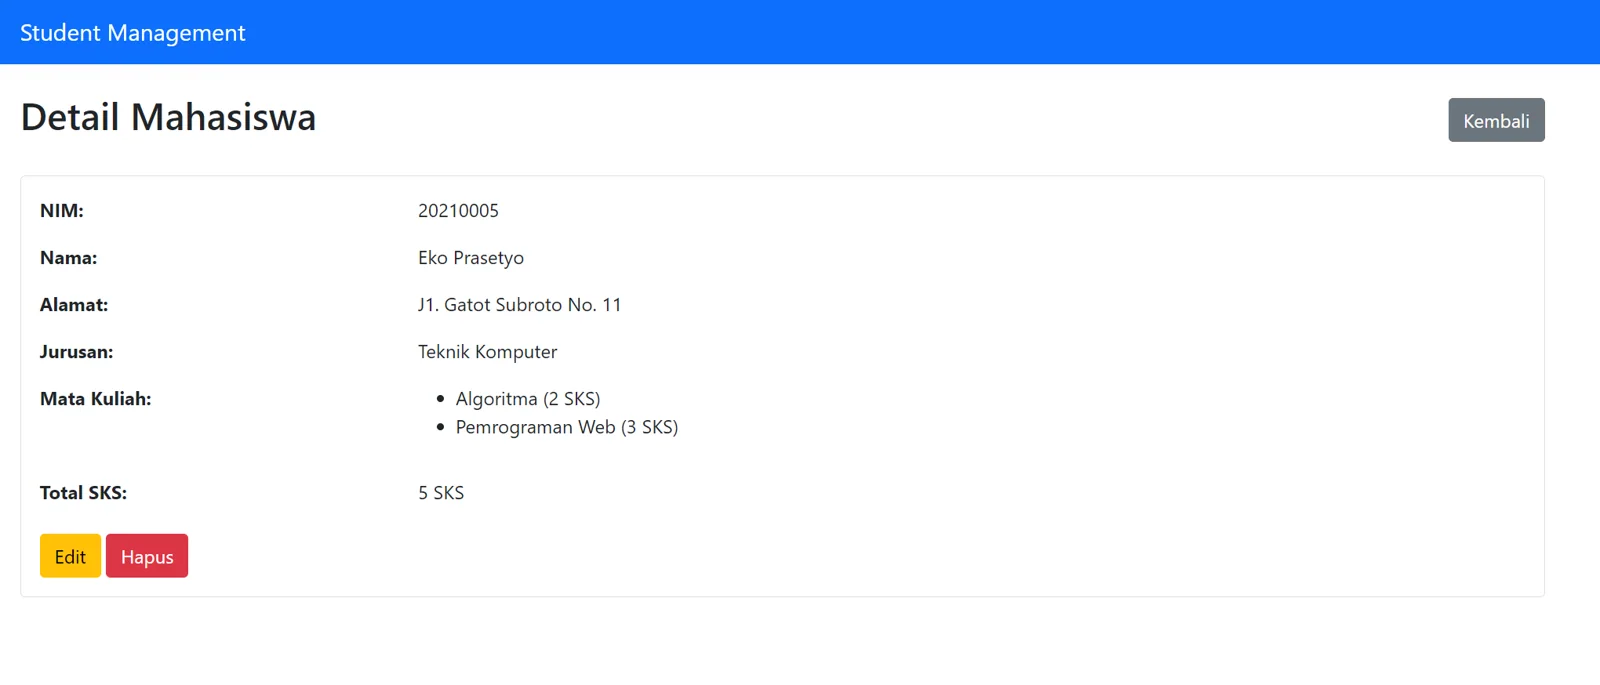 Student Management
Detail Mahasiswa
Kembali
NIM: 20210005
Nama: Eko Prasetyo
Alamat: J1. Gatot Subroto No. 11
Jurusan: Teknik Komputer
Mata Kuliah: • Algoritma (2 SKS)
• Pemrograman Web (3 SKS)
Total SKS: 5 SKS
Edit Hapus